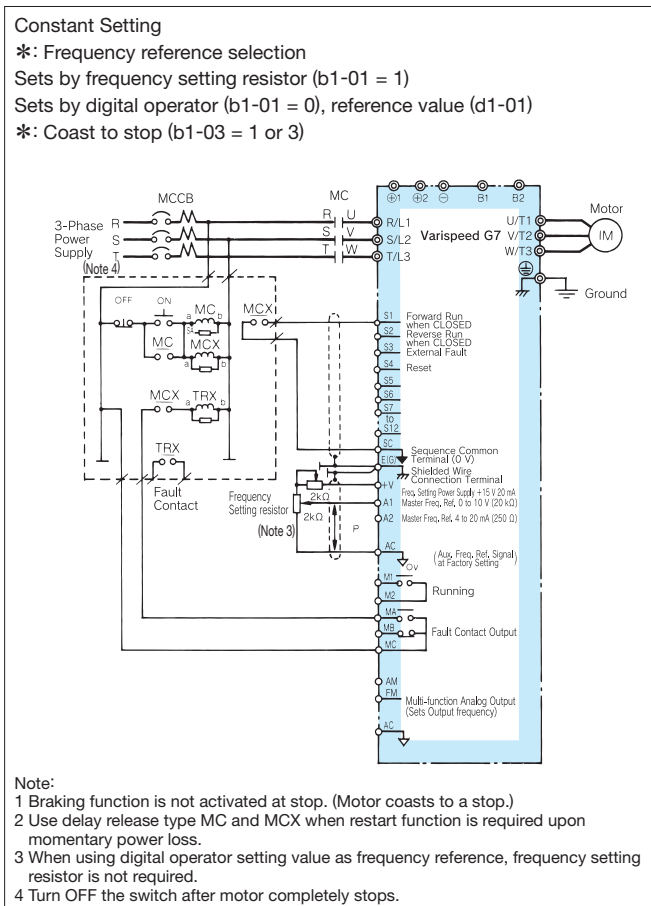 Constant Setting
*: Frequency reference selection
Sets by frequency setting resistor (b1-01 = 1)
Sets by digital operator (b1-01 = 0), reference value (d1-01)
*: Coast to stop (b1-03 = 1 or 3)
⊕1 ⊕2 ⊖ B1 B2
MCCB MC
3-Phase Power Supply
R
S
T
(Note 4)
R U
S V
T W
R/L1
S/L2
T/L3
Varispeed G7
U/T1
V/T2
W/T3
Motor
IM
Ground
OFF ON
a MC b
SA
MC MCX
a b
MCX
MCX TRX
a b
TRX
Fault
Contact
S1 Forward Run when CLOSED
S2 Reverse Run when CLOSED
S3 External Fault
S4 Reset
S5
S6
S7
to
S12
SC Sequence Common Terminal (0 V)
E(G) Shielded Wire Connection Terminal
+V Freq. Setting Power Supply +15 V 20 mA
A1 Master Freq. Ref. 0 to 10 V (20 kΩ)
A2 Master Freq. Ref. 4 to 20 mA (250 Ω)
Frequency
Setting resistor
(Note 3)
2kΩ
2kΩ
P
AC (Aux. Freq. Ref. Signal at Factory Setting)
0V
M1
M2 Running
MA
MB Fault Contact Output
MC
AM
FM Multi-function Analog Output
(Sets Output frequency)
AC
Note:
1 Braking function is not activated at stop. (Motor coasts to a stop.)
2 Use delay release type MC and MCX when restart function is required upon
momentary power loss.
3 When using digital operator setting value as frequency reference, frequency setting
resistor is not required.
4 Turn OFF the switch after motor completely stops.